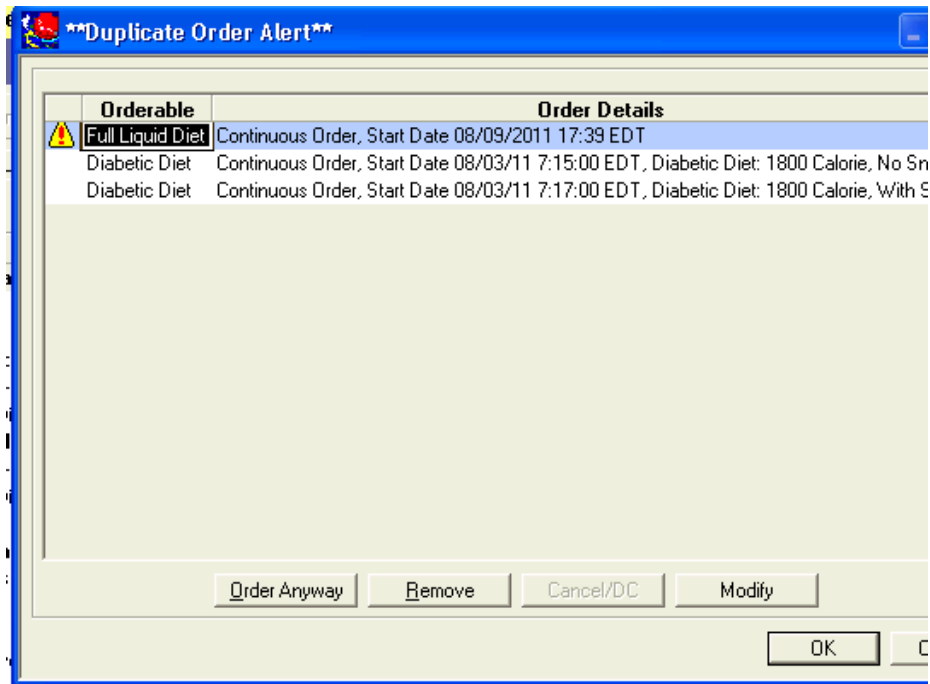 **Duplicate Order Alert**
Orderable Order Details
Full Liquid Diet Continuous Order, Start Date 08/09/2011 17:39 EDT
Diabetic Diet Continuous Order, Start Date 08/03/11 7:15:00 EDT, Diabetic Diet: 1800 Calorie, No Sn
Diabetic Diet Continuous Order, Start Date 08/03/11 7:17:00 EDT, Diabetic Diet: 1800 Calorie, With S
Order Anyway Remove Cancel/DC Modify
OK